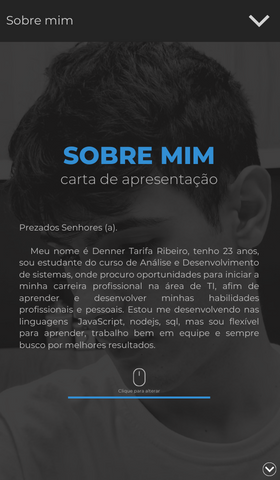 Sobre mim
SOBRE MIM
carta de apresentação
Prezados Senhores (a).
Meu nome é Denner Tarifa Ribeiro, tenho 23 anos,
sou estudante do curso de Análise e Desenvolvimento
de sistemas, onde procuro oportunidades para iniciar a
minha carreira profissional na área de TI, afim de
aprender e desenvolver minhas habilidades
profissionais e pessoais. Estou me desenvolvendo nas
linguagens JavaScript, nodejs, sql, mas sou flexível
para aprender, trabalho bem em equipe e sempre
busco por melhores resultados.
Clique para alterar